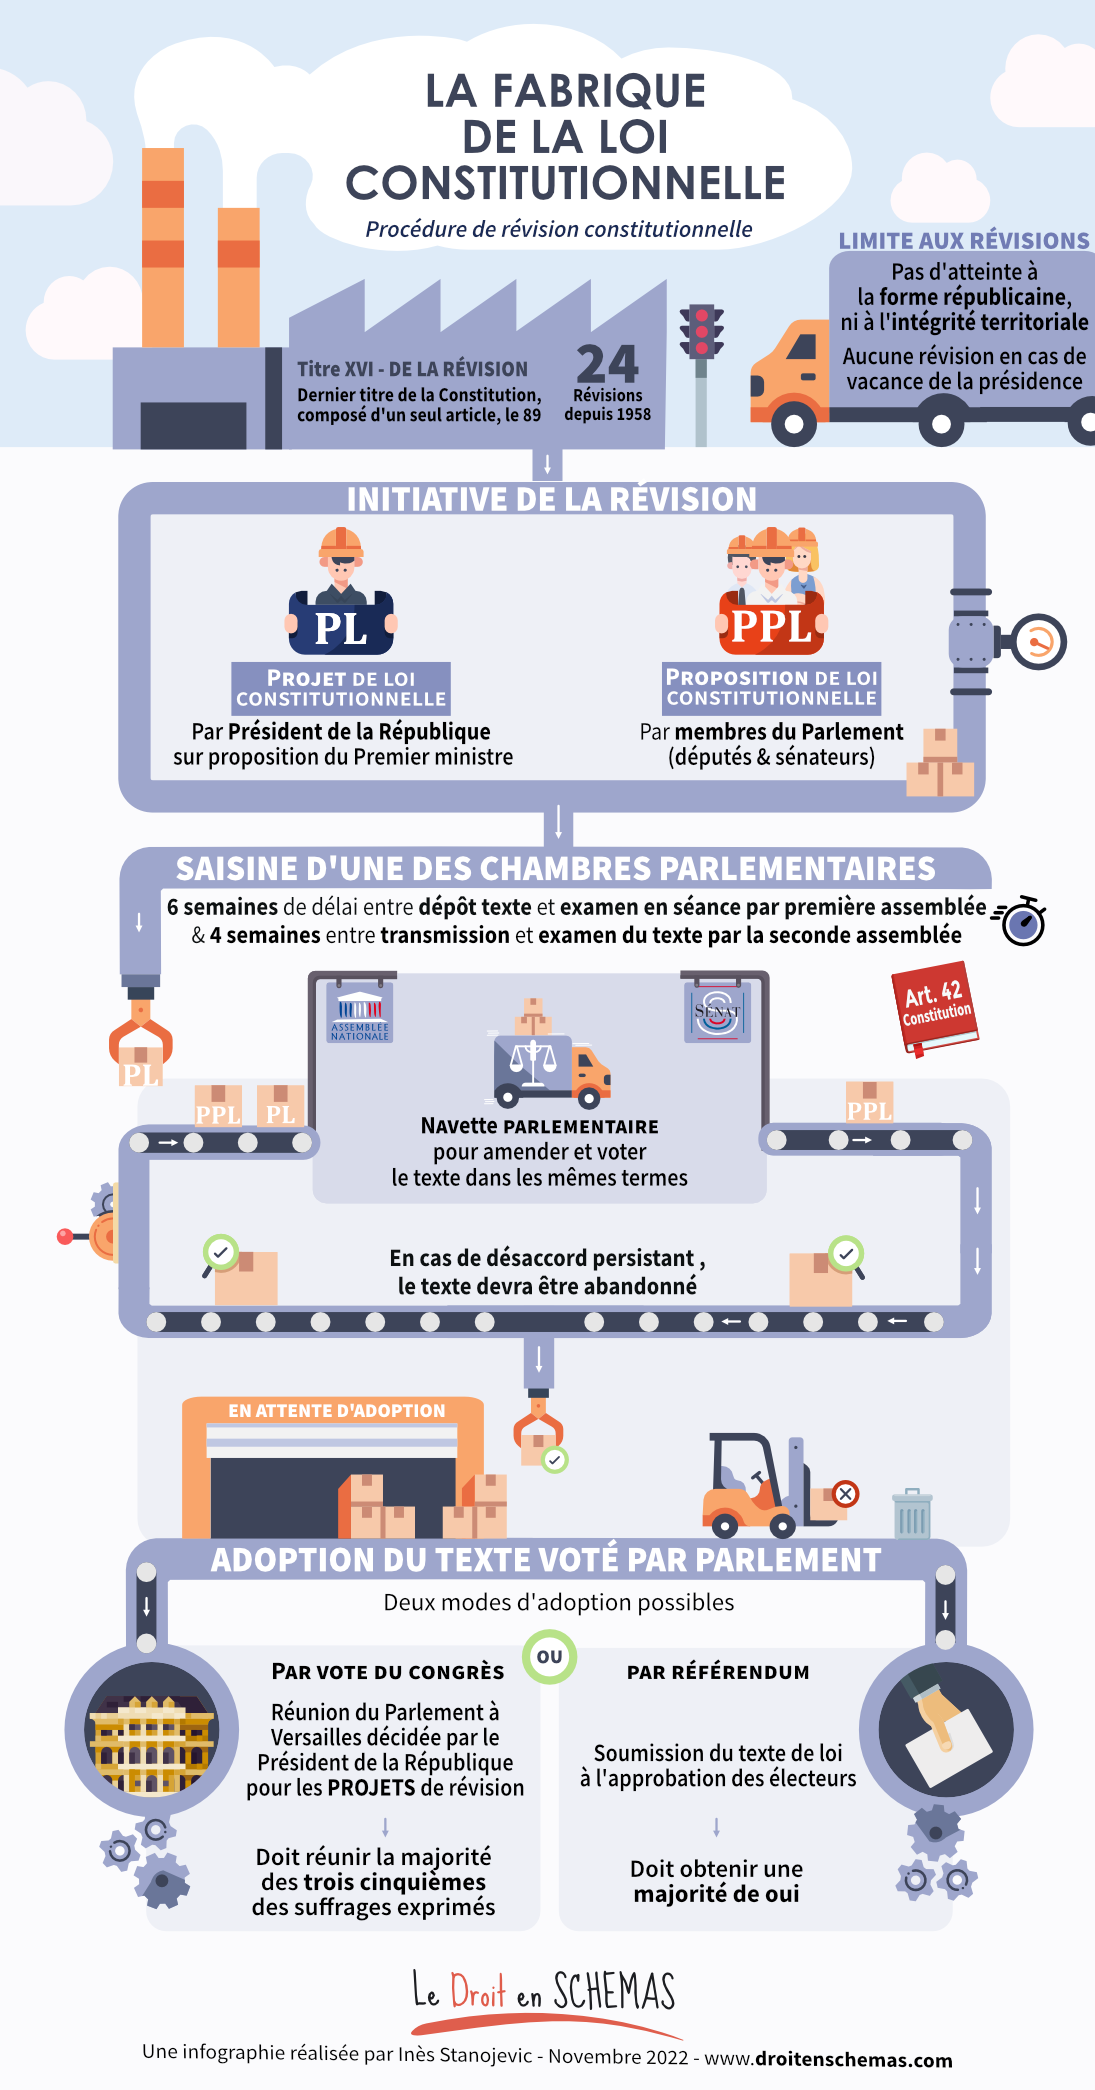 LA FABRIQUE
DE LA LOI
CONSTITUTIONNELLE
Procédure de révision constitutionnelle
LIMITE AUX RÉVISIONS
Pas d'atteinte à
la forme républicaine,
ni à l'intégrité territoriale
Aucune révision en cas de
vacance de la présidence
Titre XVI - DE LA RÉVISION
Dernier titre de la Constitution,
composé d'un seul article, le 89
24
Révisions
depuis 1958
INITIATIVE DE LA RÉVISION
PL
PROJET DE LOI
CONSTITUTIONNELLE
Par Président de la République
sur proposition du Premier ministre
PPL
PROPOSITION DE LOI
CONSTITUTIONNELLE
Par membres du Parlement
(députés & sénateurs)
SAISINE D'UNE DES CHAMBRES PARLEMENTAIRES
6 semaines de délai entre dépôt texte et examen en séance par première assemblée
& 4 semaines entre transmission et examen du texte par la seconde assemblée
ASSEMBLÉE
NATIONALE
SÉNAT
Art. 42
Constitution
PL
PPL
PL
PPL
NAVETTE PARLEMENTAIRE
pour amender et voter
le texte dans les mêmes termes
En cas de désaccord persistant ,
le texte devra être abandonné
EN ATTENTE D'ADOPTION
ADOPTION DU TEXTE VOTÉ PAR PARLEMENT
Deux modes d'adoption possibles
OU
PAR VOTE DU CONGRÈS
Réunion du Parlement à
Versailles décidée par le
Président de la République
pour les PROJETS de révision
Doit réunir la majorité
des trois cinquièmes
des suffrages exprimés
PAR RÉFÉRENDUM
Soumission du texte de loi
à l'approbation des électeurs
Doit obtenir une
majorité de oui
Le Droit en SCHEMAS
Une infographie réalisée par Inès Stanojevic - Novembre 2022 - www.droitenschemas.com